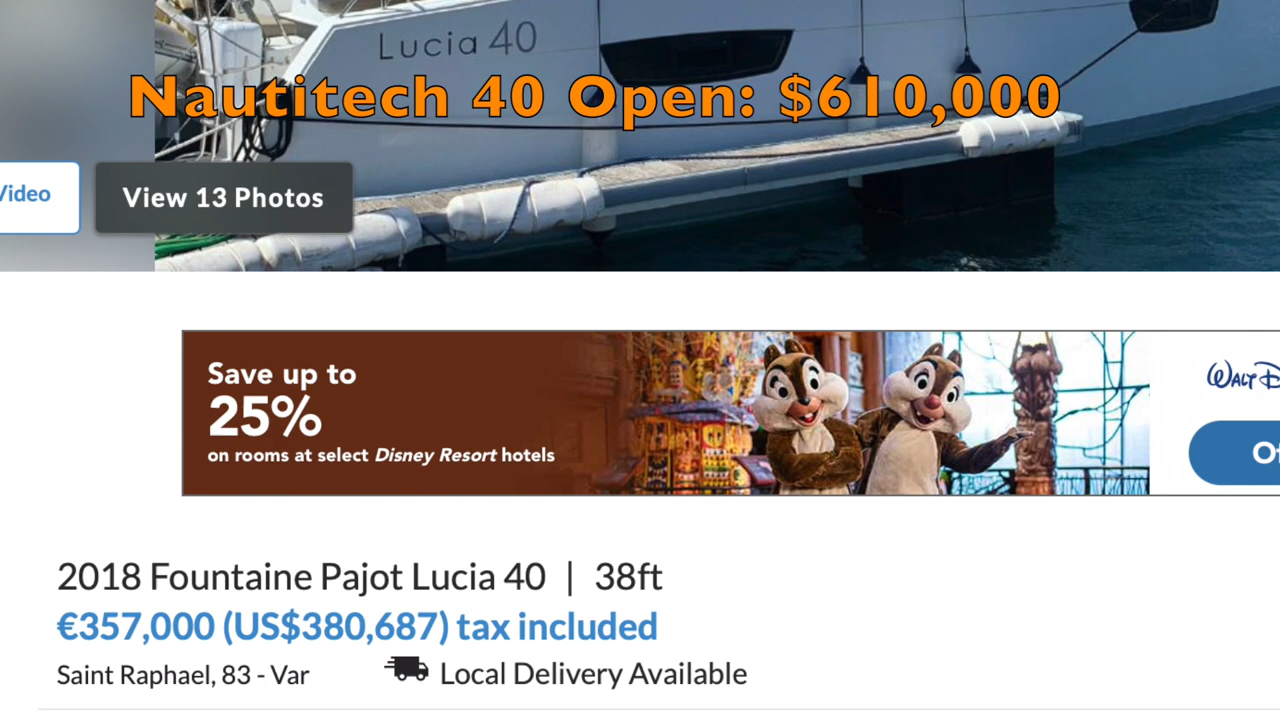 Lucia 40
Nautitech 40 Open: $610,000
Video
View 13 Photos
Save up to
25%
on rooms at select Disney Resort hotels
WALT
2018 Fountaine Pajot Lucia 40 | 38ft
€357,000 (US$380,687) tax included
Saint Raphael, 83 - Var
Local Delivery Available